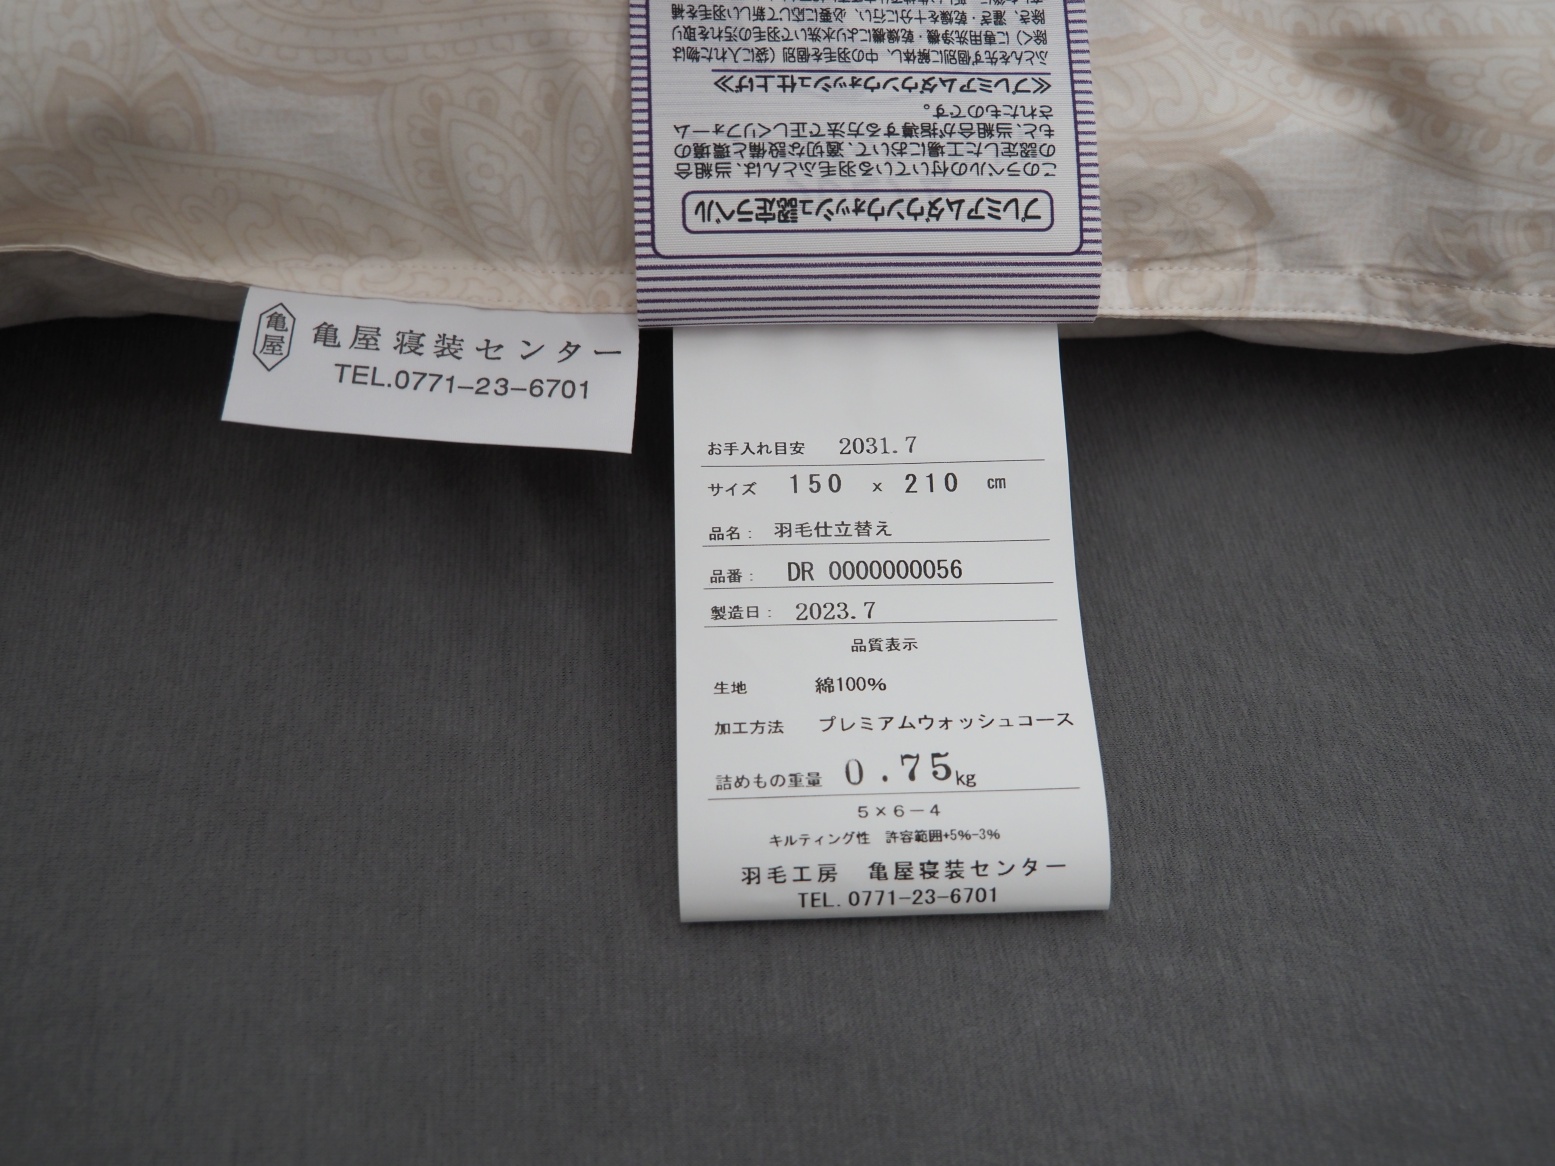 ふとんを先ず個別に解体し、中の羽毛を個別(袋に入れた物は
除く)に専用洗浄機・乾燥機により水洗いで羽毛の汚れを取り
除き、濯ぎ・乾燥を十分に行い、必要に応じて新しい羽毛を補
≪プレミアムダウンウォッシュ仕上げ≫
このラベルの付いている羽毛ふとんは、当組合
の認定した工場において、適切な設備と環境の
もと、当組合が指導する方法で正しくリフォーム
されたものです。
プレミアムダウンウォッシュ認定ラベル
亀屋
亀屋寝装センター
TEL.0771-23-6701
お手入れ目安 2031.7
サイズ 150 x 210 cm
品名: 羽毛仕立替え
品番: DR 0000000056
製造日: 2023.7
品質表示
生地 綿100%
加工方法 プレミアムウォッシュコース
詰めもの重量 0.75kg
5×6-4
キルティング性 許容範囲+5%-3%
羽毛工房 亀屋寝装センター
TEL.0771-23-6701